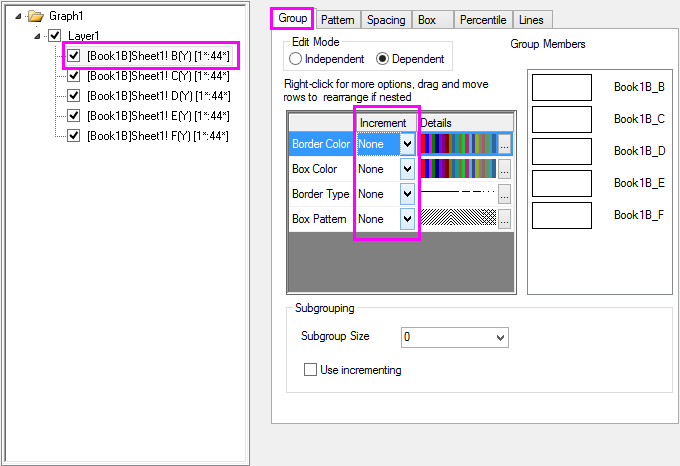 Graph1
Layer1
[Book1B]Sheet1! B(Y) [1*:44*]
[Book1B]Sheet1! C(Y) [1*:44*]
[Book1B]Sheet1! D(Y) [1*:44*]
[Book1B]Sheet1! E(Y) [1*:44*]
[Book1B]Sheet1! F(Y) [1*:44*]
Group Pattern Spacing Box Percentile Lines
Edit Mode
Independent Dependent
Right-click for more options, drag and move
rows to rearrange if nested
Increment Details
Border Color None ...
Box Color None ...
Border Type None ...
Box Pattern None ...
Group Members
Book1B_B
Book1B_C
Book1B_D
Book1B_E
Book1B_F
Subgrouping
Subgroup Size 0
Use incrementing